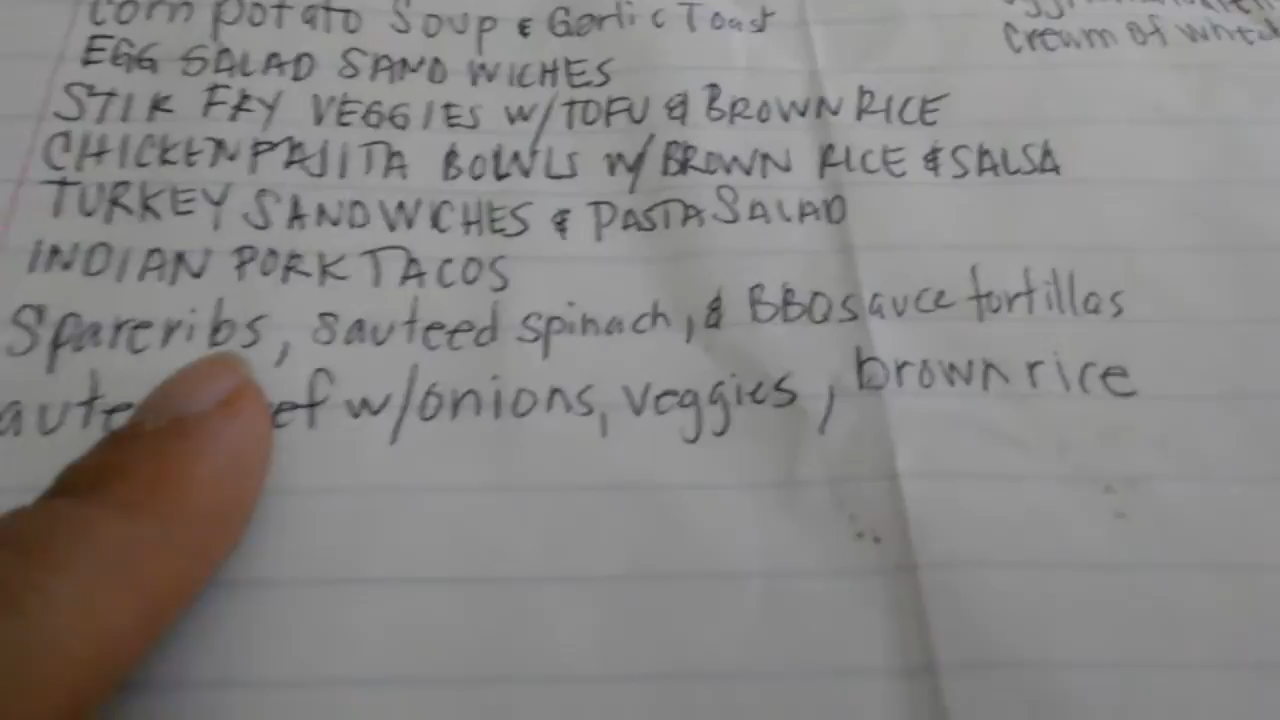 Corn potato Soup & Garlic Toast
Cream of wheat
EGG SALAD SANDWICHES
STIR FRY VEGGIES W/TOFU & BROWN RICE
CHICKEN FAJITA BOWLS W/ BROWN RICE & SALSA
TURKEY SANDWCHES & PASTA SALAD
INDIAN PORK TACOS
Spareribs, sauteed spinach, & BBQ sauce tortillas
w/onions, veggies, brown rice